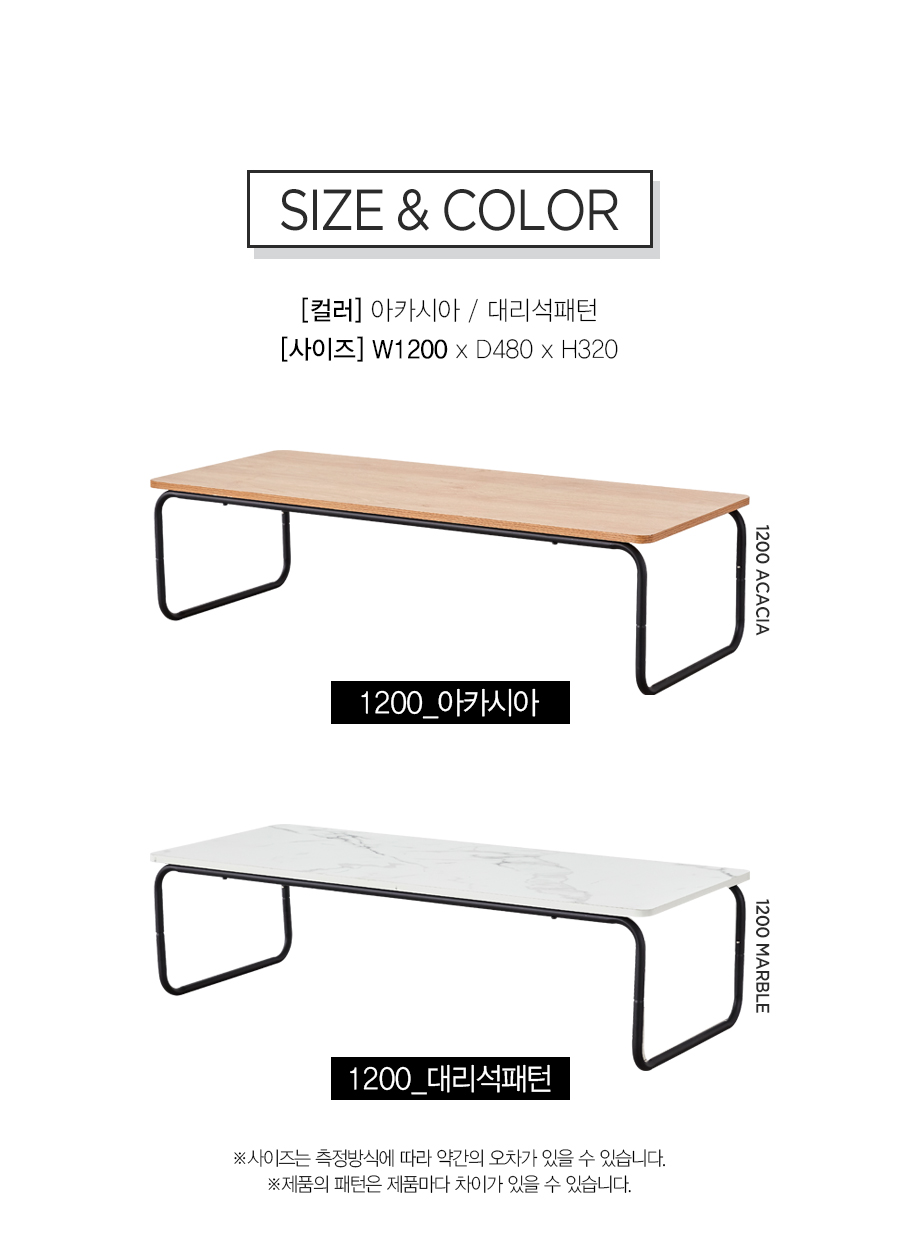 SIZE & COLOR
[컬러] 아카시아 / 대리석패턴
[사이즈] W1200 x D480 x H320
1200 ACACIA
1200_아카시아
1200 MARBLE
1200_대리석패턴
※사이즈는 측정방식에 따라 약간의 오차가 있을 수 있습니다.
※제품의 패턴은 제품마다 차이가 있을 수 있습니다.